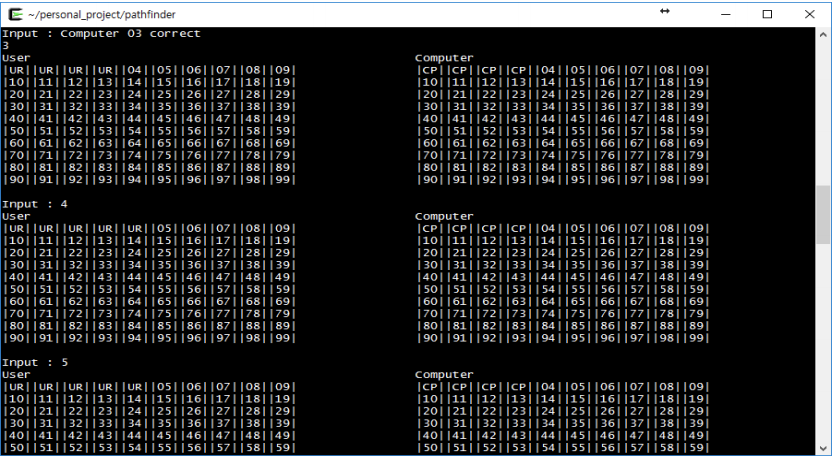 ~/personal_project/pathfinder
Input : Computer 03 correct
3
User Computer
|UR||UR||UR||UR||04||05||06||07||08||09| |CP||CP||CP||CP||04||05||06||07||08||09|
|10||11||12||13||14||15||16||17||18||19| |10||11||12||13||14||15||16||17||18||19|
|20||21||22||23||24||25||26||27||28||29| |20||21||22||23||24||25||26||27||28||29|
|30||31||32||33||34||35||36||37||38||39| |30||31||32||33||34||35||36||37||38||39|
|40||41||42||43||44||45||46||47||48||49| |40||41||42||43||44||45||46||47||48||49|
|50||51||52||53||54||55||56||57||58||59| |50||51||52||53||54||55||56||57||58||59|
|60||61||62||63||64||65||66||67||68||69| |60||61||62||63||64||65||66||67||68||69|
|70||71||72||73||74||75||76||77||78||79| |70||71||72||73||74||75||76||77||78||79|
|80||81||82||83||84||85||86||87||88||89| |80||81||82||83||84||85||86||87||88||89|
|90||91||92||93||94||95||96||97||98||99| |90||91||92||93||94||95||96||97||98||99|
Input : 4
User Computer
|UR||UR||UR||UR||UR||05||06||07||08||09| |CP||CP||CP||CP||04||05||06||07||08||09|
|10||11||12||13||14||15||16||17||18||19| |10||11||12||13||14||15||16||17||18||19|
|20||21||22||23||24||25||26||27||28||29| |20||21||22||23||24||25||26||27||28||29|
|30||31||32||33||34||35||36||37||38||39| |30||31||32||33||34||35||36||37||38||39|
|40||41||42||43||44||45||46||47||48||49| |40||41||42||43||44||45||46||47||48||49|
|50||51||52||53||54||55||56||57||58||59| |50||51||52||53||54||55||56||57||58||59|
|60||61||62||63||64||65||66||67||68||69| |60||61||62||63||64||65||66||67||68||69|
|70||71||72||73||74||75||76||77||78||79| |70||71||72||73||74||75||76||77||78||79|
|80||81||82||83||84||85||86||87||88||89| |80||81||82||83||84||85||86||87||88||89|
|90||91||92||93||94||95||96||97||98||99| |90||91||92||93||94||95||96||97||98||99|
Input : 5
User Computer
|UR||UR||UR||UR||UR||05||06||07||08||09| |CP||CP||CP||CP||04||05||06||07||08||09|
|10||11||12||13||14||15||16||17||18||19| |10||11||12||13||14||15||16||17||18||19|
|20||21||22||23||24||25||26||27||28||29| |20||21||22||23||24||25||26||27||28||29|
|30||31||32||33||34||35||36||37||38||39| |30||31||32||33||34||35||36||37||38||39|
|40||41||42||43||44||45||46||47||48||49| |40||41||42||43||44||45||46||47||48||49|
|50||51||52||53||54||55||56||57||58||59| |50||51||52||53||54||55||56||57||58||59|